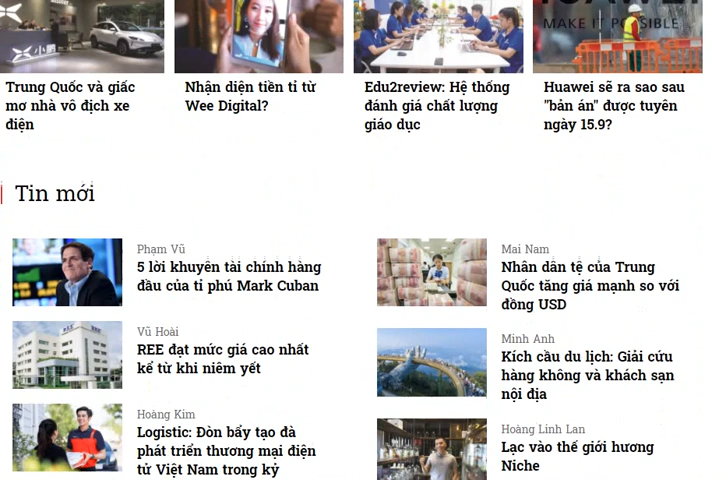 MAKE IT POSSIBLE
Trung Quốc và giấc
mơ nhà vô địch xe
điện
Nhận diện tiền tỉ từ
Wee Digital?
Edu2review: Hệ thống
đánh giá chất lượng
giáo dục
Huawei sẽ ra sao sau
"bản án" được tuyên
ngày 15.9?
Tin mới
Phạm Vũ
5 lời khuyên tài chính hàng
đầu của tỉ phú Mark Cuban
Vũ Hoài
REE đạt mức giá cao nhất
kể từ khi niêm yết
Hoàng Kim
Logistic: Đòn bẩy tạo đà
phát triển thương mại điện
tử Việt Nam trong kỷ
Mai Nam
Nhân dân tệ của Trung
Quốc tăng giá mạnh so với
đồng USD
Minh Anh
Kích cầu du lịch: Giải cứu
hàng không và khách sạn
nội địa
Hoàng Linh Lan
Lạc vào thế giới hương
Niche